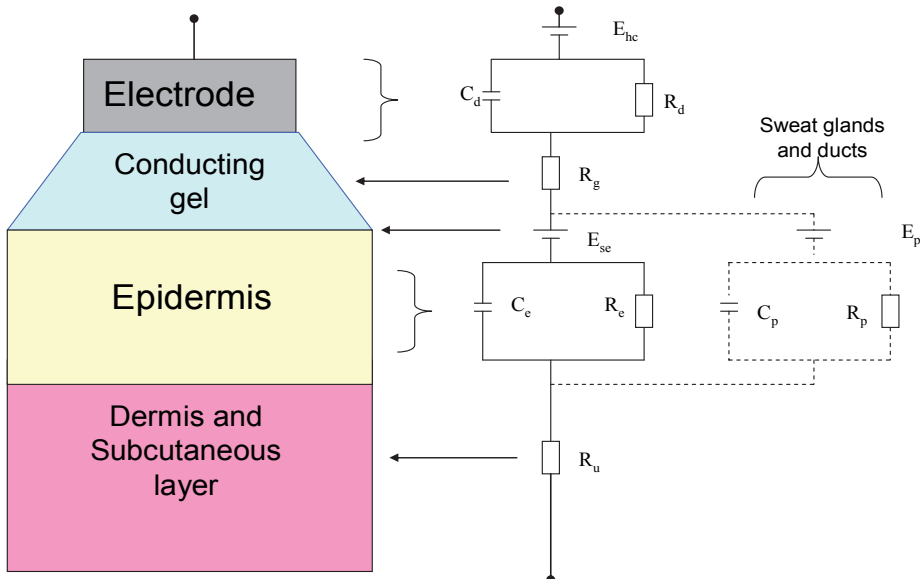 Electrode
Conducting
gel
Epidermis
Dermis and
Subcutaneous
layer
E_hc
C_d
R_d
R_g
E_se
C_e
R_e
R_u
Sweat glands
and ducts
E_p
C_p
R_p